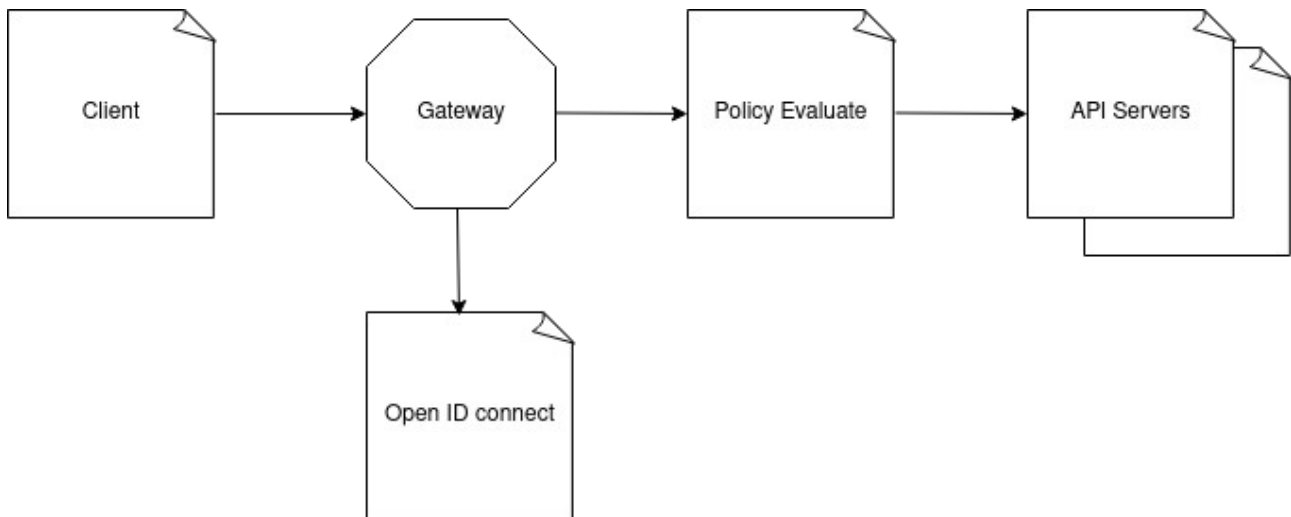 Client
Gateway
Policy Evaluate
API Servers
Open ID connect